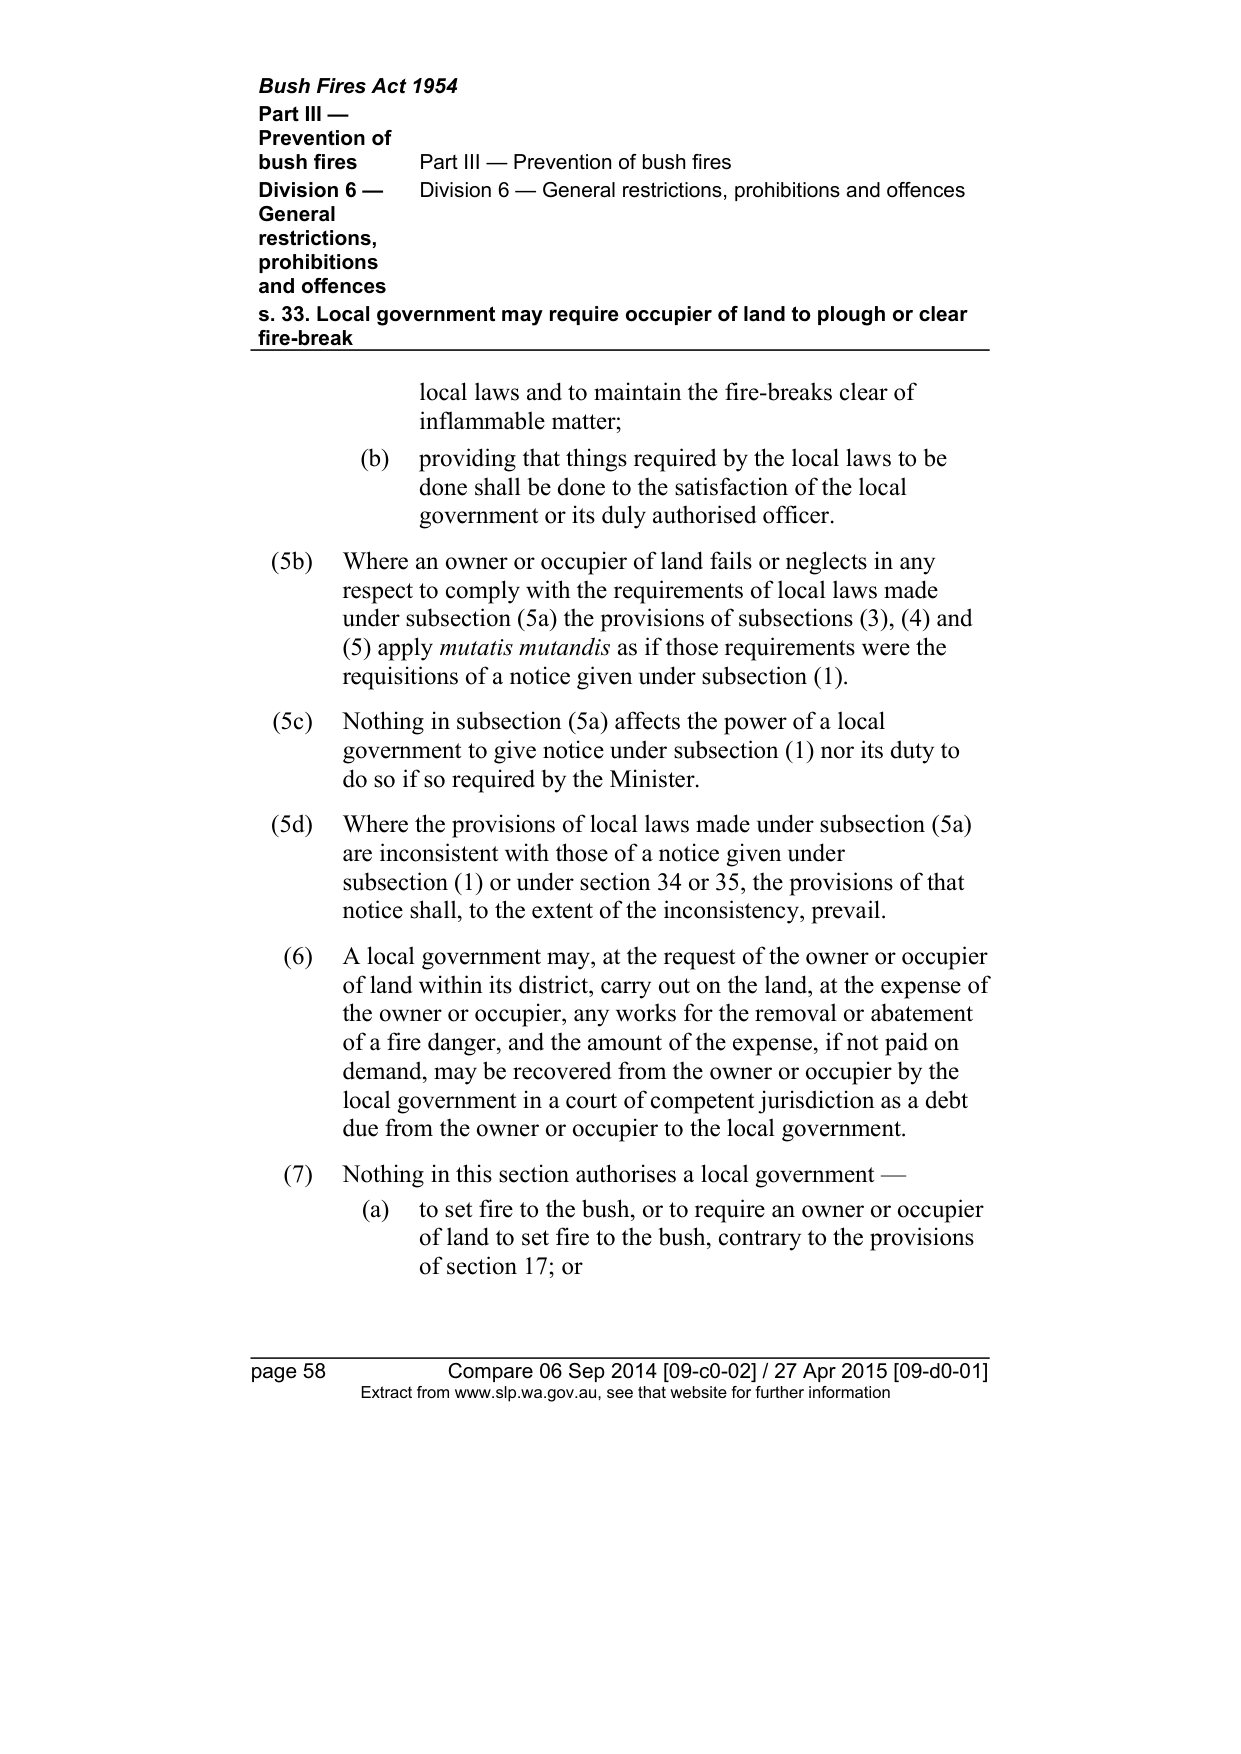 Bush Fires Act 1954
Part III —
Prevention of
bush fires Part III — Prevention of bush fires
Division 6 — Division 6 — General restrictions, prohibitions and offences
General
restrictions,
prohibitions
and offences
s. 33. Local government may require occupier of land to plough or clear
fire-break
local laws and to maintain the fire-breaks clear of
inflammable matter;
(b) providing that things required by the local laws to be
done shall be done to the satisfaction of the local
government or its duly authorised officer.
(5b) Where an owner or occupier of land fails or neglects in any
respect to comply with the requirements of local laws made
under subsection (5a) the provisions of subsections (3), (4) and
(5) apply mutatis mutandis as if those requirements were the
requisitions of a notice given under subsection (1).
(5c) Nothing in subsection (5a) affects the power of a local
government to give notice under subsection (1) nor its duty to
do so if so required by the Minister.
(5d) Where the provisions of local laws made under subsection (5a)
are inconsistent with those of a notice given under
subsection (1) or under section 34 or 35, the provisions of that
notice shall, to the extent of the inconsistency, prevail.
(6) A local government may, at the request of the owner or occupier
of land within its district, carry out on the land, at the expense of
the owner or occupier, any works for the removal or abatement
of a fire danger, and the amount of the expense, if not paid on
demand, may be recovered from the owner or occupier by the
local government in a court of competent jurisdiction as a debt
due from the owner or occupier to the local government.
(7) Nothing in this section authorises a local government —
(a) to set fire to the bush, or to require an owner or occupier
of land to set fire to the bush, contrary to the provisions
of section 17; or
page 58 Compare 06 Sep 2014 [09-c0-02] / 27 Apr 2015 [09-d0-01]
Extract from www.slp.wa.gov.au, see that website for further information